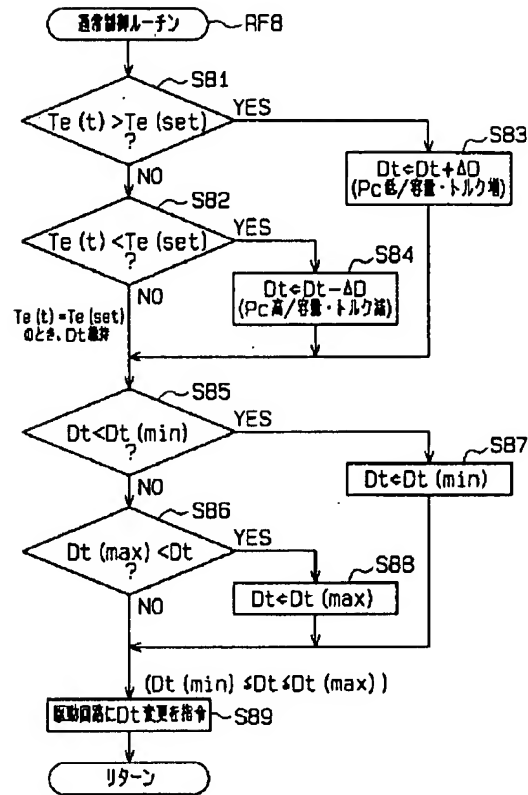 通常制御ルーチン
RF8
S81
Te(t)>Te(set)
?
YES
NO
S83
Dt⇐Dt+ΔD
(Pc低/容量・トルク増)
S82
Te(t)<Te(set)
?
YES
NO
S84
Dt⇐Dt-ΔD
(Pc高/容量・トルク減)
Te(t)=Te(set)
のとき、Dt維持
S85
Dt<Dt(min)
?
YES
NO
S87
Dt⇐Dt(min)
S86
Dt(max)<Dt
?
YES
NO
S88
Dt⇐Dt(max)
(Dt(min)≦Dt≦Dt(max))
駆動回路にDt変更を指令
S89
リターン